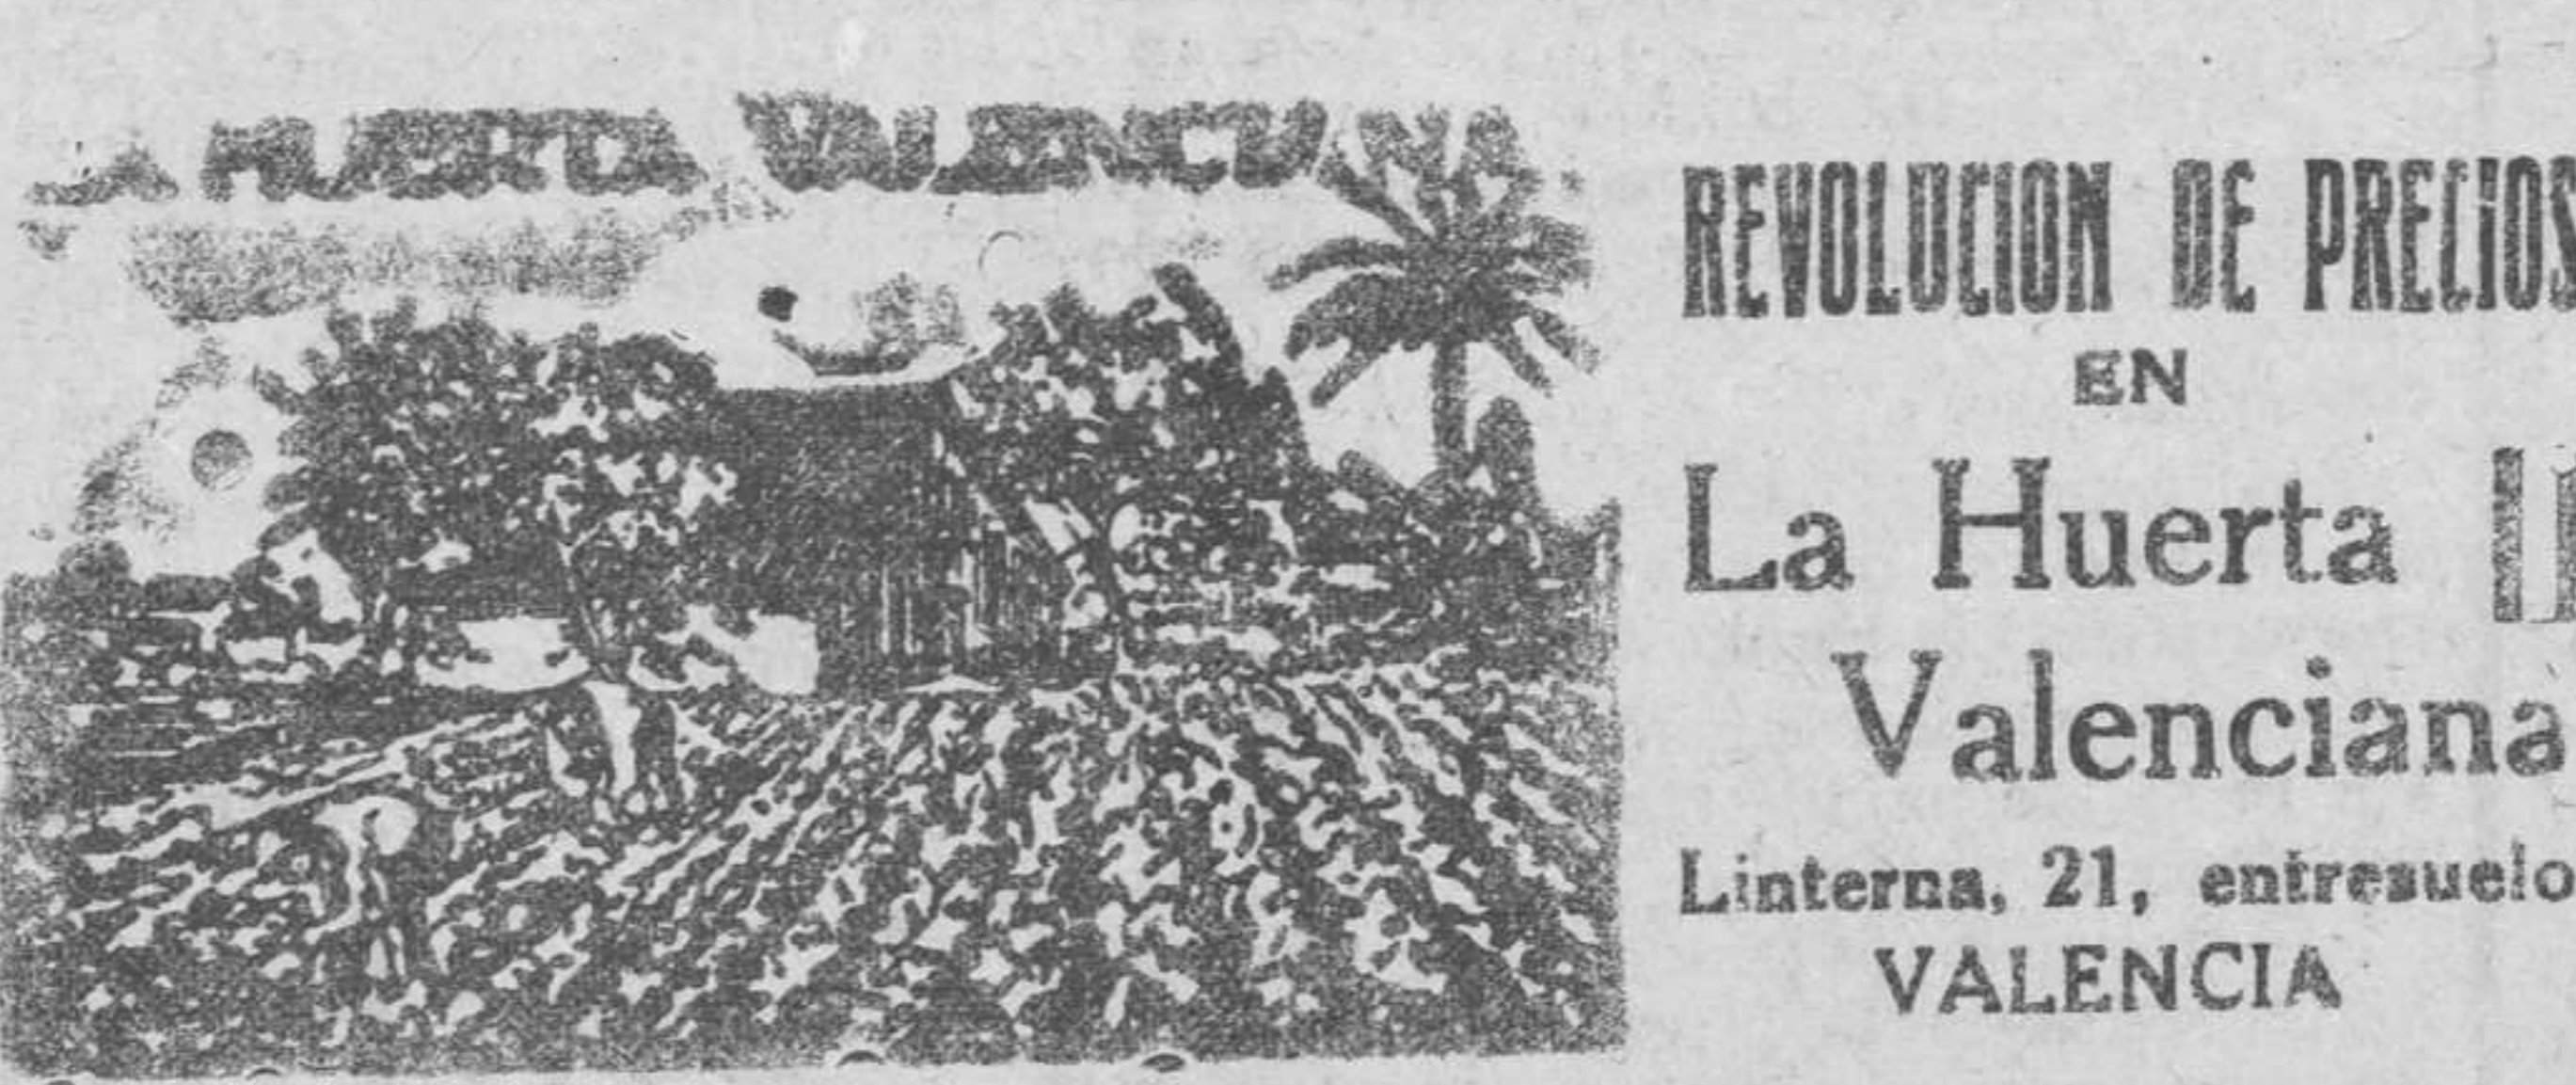 LA HUERTA VALENCIANA
REVOLUCION DE PRECIOS
EN
La Huerta
Valenciana
Linterna, 21, entresuelo
VALENCIA